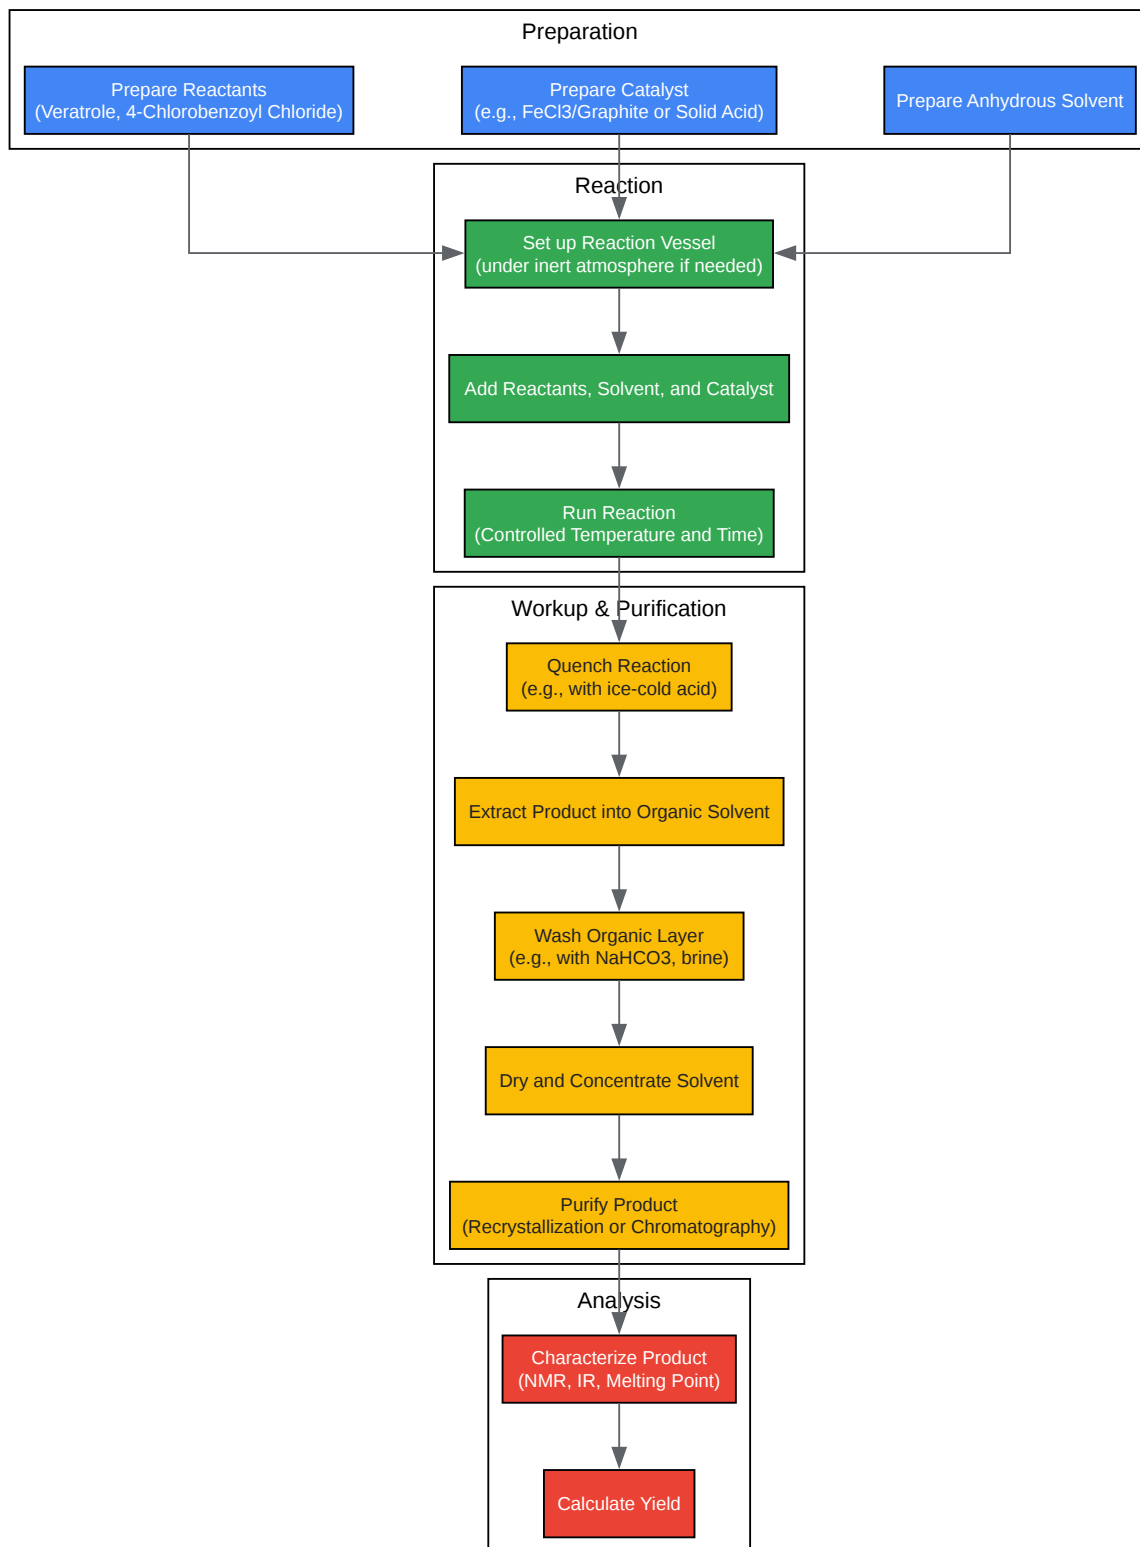 Preparation
Prepare Reactants
(Veratrole, 4-Chlorobenzoyl Chloride)
Prepare Catalyst
(e.g., FeCl3/Graphite or Solid Acid)
Prepare Anhydrous Solvent
Reaction
Set up Reaction Vessel
(under inert atmosphere if needed)
Add Reactants, Solvent, and Catalyst
Run Reaction
(Controlled Temperature and Time)
Workup & Purification
Quench Reaction
(e.g., with ice-cold acid)
Extract Product into Organic Solvent
Wash Organic Layer
(e.g., with NaHCO3, brine)
Dry and Concentrate Solvent
Purify Product
(Recrystallization or Chromatography)
Analysis
Characterize Product
(NMR, IR, Melting Point)
Calculate Yield